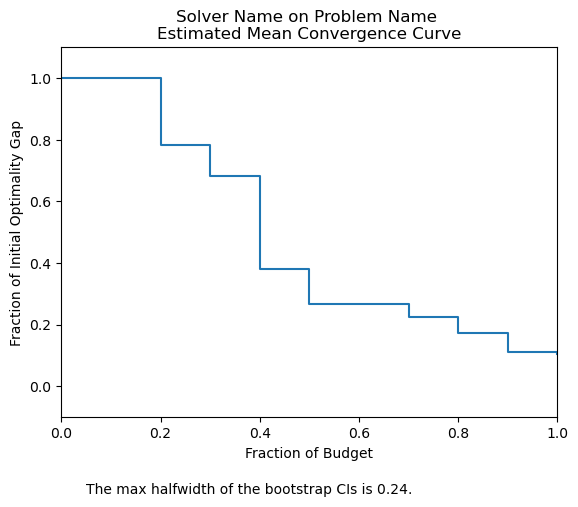 Solver Name on Problem Name
Estimated Mean Convergence Curve
Fraction of Initial Optimality Gap
1.0
0.8
0.6
0.4
0.2
0.0
0.0 0.2 0.4 0.6 0.8 1.0
Fraction of Budget
The max halfwidth of the bootstrap CIs is 0.24.